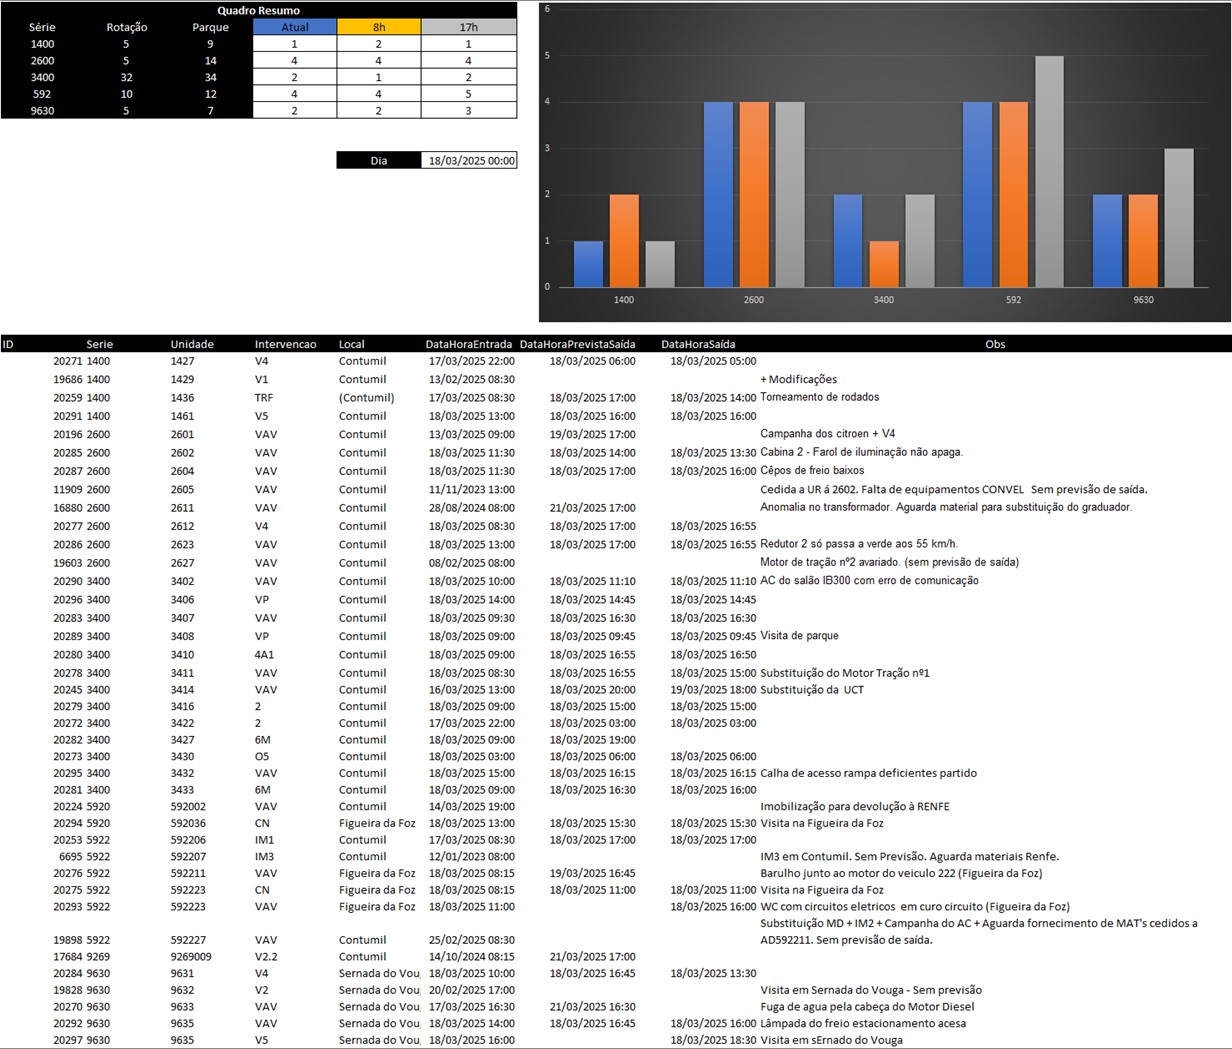 Quadro Resumo
Série Rotação Parque Atual 8h 17h
1400 5 9 1 2 1
2600 5 14 4 4 4
3400 32 34 2 1 2
592 10 12 4 4 5
9630 5 7 2 2 3
Dia 18/03/2025 00:00
6
5
4
3
2
1
0
1400 2600 3400 592 9630
ID Serie Unidade Intervencao Local DataHoraEntrada DataHoraPrevistaSaída DataHoraSaída Obs
20271 1400 1427 V4 Contumil 17/03/2025 22:00 18/03/2025 06:00 18/03/2025 05:00
19686 1400 1429 V1 Contumil 13/02/2025 08:30 + Modificações
20259 1400 1436 TRF (Contumil) 17/03/2025 08:30 18/03/2025 17:00 18/03/2025 14:00 Torneamento de rodados
20291 1400 1461 V5 Contumil 18/03/2025 13:00 18/03/2025 16:00 18/03/2025 16:00
20196 2600 2601 VAV Contumil 13/03/2025 09:00 19/03/2025 17:00 Campanha dos citroen + V4
20285 2600 2602 VAV Contumil 18/03/2025 11:30 18/03/2025 14:00 18/03/2025 13:30 Cabina 2 - Farol de iluminação não apaga.
20287 2600 2604 VAV Contumil 18/03/2025 11:30 18/03/2025 17:00 18/03/2025 16:00 Cêpos de freio baixos
11909 2600 2605 VAV Contumil 11/11/2023 13:00 Cedida a UR á 2602. Falta de equipamentos CONVEL Sem previsão de saída.
16880 2600 2611 VAV Contumil 28/08/2024 08:00 21/03/2025 17:00 Anomalia no transformador. Aguarda material para substituição do graduador.
20277 2600 2612 V4 Contumil 18/03/2025 08:30 18/03/2025 17:00 18/03/2025 16:55
20286 2600 2623 VAV Contumil 18/03/2025 13:00 18/03/2025 17:00 18/03/2025 16:55 Redutor 2 só passa a verde aos 55 km/h.
19603 2600 2627 VAV Contumil 08/02/2025 08:00 Motor de tração nº2 avariado. (sem previsão de saída)
20290 3400 3402 VAV Contumil 18/03/2025 10:00 18/03/2025 11:10 18/03/2025 11:10 AC do salão IB300 com erro de comunicação
20296 3400 3406 VP Contumil 18/03/2025 14:00 18/03/2025 14:45 18/03/2025 14:45
20283 3400 3407 VAV Contumil 18/03/2025 09:30 18/03/2025 16:30 18/03/2025 16:30
20289 3400 3408 VP Contumil 18/03/2025 09:00 18/03/2025 09:45 18/03/2025 09:45 Visita de parque
20280 3400 3410 4A1 Contumil 18/03/2025 09:00 18/03/2025 16:55 18/03/2025 16:50
20278 3400 3411 VAV Contumil 18/03/2025 08:30 18/03/2025 16:55 18/03/2025 15:00 Substituição do Motor Tração nº1
20245 3400 3414 VAV Contumil 16/03/2025 13:00 18/03/2025 20:00 19/03/2025 18:00 Substituição da UCT
20279 3400 3416 2 Contumil 18/03/2025 09:00 18/03/2025 15:00 18/03/2025 15:00
20272 3400 3422 2 Contumil 17/03/2025 22:00 18/03/2025 03:00 18/03/2025 03:00
20282 3400 3427 6M Contumil 18/03/2025 09:00 18/03/2025 19:00
20273 3400 3430 O5 Contumil 18/03/2025 03:00 18/03/2025 06:00 18/03/2025 06:00
20295 3400 3432 VAV Contumil 18/03/2025 15:00 18/03/2025 16:15 18/03/2025 16:15 Calha de acesso rampa deficientes partido
20281 3400 3433 6M Contumil 18/03/2025 09:00 18/03/2025 16:30 18/03/2025 16:00
20224 5920 592002 VAV Contumil 14/03/2025 19:00 Imobilização para devolução à RENFE
20294 5920 592036 CN Figueira da Foz 18/03/2025 13:00 18/03/2025 15:30 18/03/2025 15:30 Visita na Figueira da Foz
20253 5922 592206 IM1 Contumil 17/03/2025 08:30 18/03/2025 17:00 18/03/2025 17:00
6695 5922 592207 IM3 Contumil 12/01/2023 08:00 IM3 em Contumil. Sem Previsão. Aguarda materiais Renfe.
20276 5922 592211 VAV Figueira da Foz 18/03/2025 08:15 19/03/2025 16:45 Barulho junto ao motor do veiculo 222 (Figueira da Foz)
20275 5922 592223 CN Figueira da Foz 18/03/2025 08:15 18/03/2025 11:00 18/03/2025 11:00 Visita na Figueira da Foz
20293 5922 592223 VAV Figueira da Foz 18/03/2025 11:00 18/03/2025 16:00 WC com circuitos eletricos em curo circuito (Figueira da Foz)
Substituição MD + IM2 + Campanha do AC + Aguarda fornecimento de MAT's cedidos a
19898 5922 592227 VAV Contumil 25/02/2025 08:30 AD592211. Sem previsão de saída.
17684 9269 9269009 V2.2 Contumil 14/10/2024 08:15 21/03/2025 17:00
20284 9630 9631 V4 Sernada do Vou 18/03/2025 10:00 18/03/2025 16:45 18/03/2025 13:30
19828 9630 9632 V2 Sernada do Vou 20/02/2025 17:00 Visita em Sernada do Vouga - Sem previsão
20270 9630 9633 VAV Sernada do Vou 17/03/2025 16:30 21/03/2025 16:30 Fuga de agua pela cabeça do Motor Diesel
20292 9630 9635 VAV Sernada do Vou 18/03/2025 14:00 18/03/2025 16:45 18/03/2025 16:00 Lâmpada do freio estacionamento acesa
20297 9630 9635 V5 Sernada do Vou 18/03/2025 16:00 18/03/2025 18:30 Visita em sErnado do Vouga